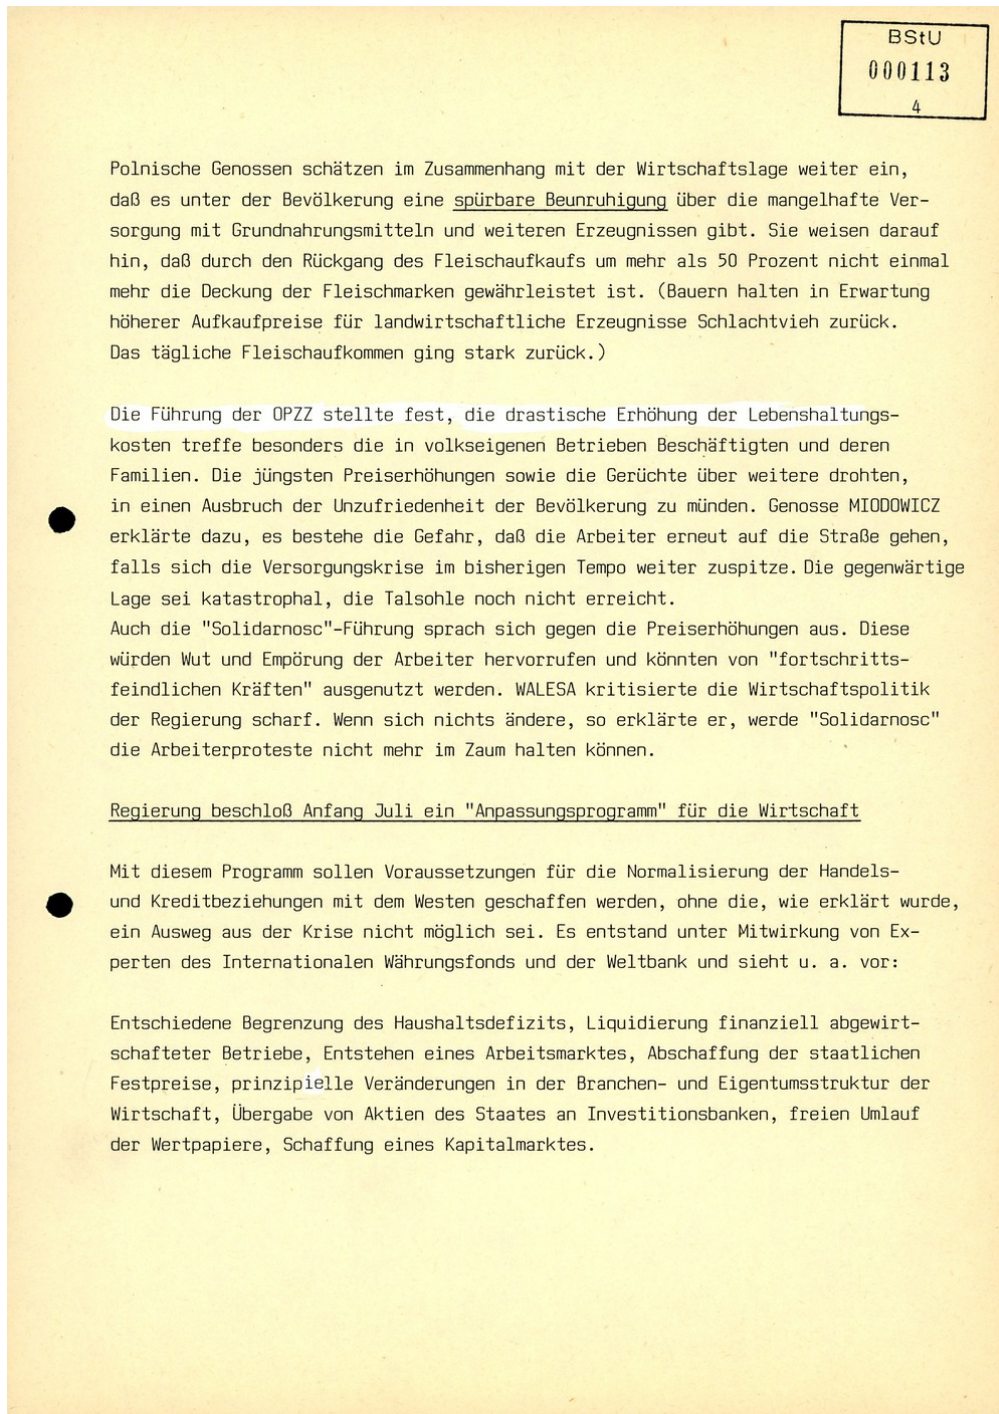 BStU
000113
4
Polnische Genossen schätzen im Zusammenhang mit der Wirtschaftslage weiter ein,
daß es unter der Bevölkerung eine spürbare Beunruhigung über die mangelhafte Ver-
sorgung mit Grundnahrungsmitteln und weiteren Erzeugnissen gibt. Sie weisen darauf
hin, daß durch den Rückgang des Fleischaufkaufs um mehr als 50 Prozent nicht einmal
mehr die Deckung der Fleischmarken gewährleistet ist. (Bauern halten in Erwartung
höherer Aufkaufpreise für landwirtschaftliche Erzeugnisse Schlachtvieh zurück.
Das tägliche Fleischaufkommen ging stark zurück.)
Die Führung der OPZZ stellte fest, die drastische Erhöhung der Lebenshaltungs-
kosten treffe besonders die in volkseigenen Betrieben Beschäftigten und deren
Familien. Die jüngsten Preiserhöhungen sowie die Gerüchte über weitere drohten,
in einen Ausbruch der Unzufriedenheit der Bevölkerung zu münden. Genosse MIODOWICZ
erklärte dazu, es bestehe die Gefahr, daß die Arbeiter erneut auf die Straße gehen,
falls sich die Versorgungskrise im bisherigen Tempo weiter zuspitze. Die gegenwärtige
Lage sei katastrophal, die Talsohle noch nicht erreicht.
Auch die "Solidarnosc"-Führung sprach sich gegen die Preiserhöhungen aus. Diese
würden Wut und Empörung der Arbeiter hervorrufen und könnten von "fortschritts-
feindlichen Kräften" ausgenutzt werden. WALESA kritisierte die Wirtschaftspolitik
der Regierung scharf. Wenn sich nichts ändere, so erklärte er, werde "Solidarnosc"
die Arbeiterproteste nicht mehr im Zaum halten können.
Regierung beschloß Anfang Juli ein "Anpassungsprogramm" für die Wirtschaft
Mit diesem Programm sollen Voraussetzungen für die Normalisierung der Handels-
und Kreditbeziehungen mit dem Westen geschaffen werden, ohne die, wie erklärt wurde,
ein Ausweg aus der Krise nicht möglich sei. Es entstand unter Mitwirkung von Ex-
perten des Internationalen Währungsfonds und der Weltbank und sieht u. a. vor:
Entschiedene Begrenzung des Haushaltsdefizits, Liquidierung finanziell abgewirt-
schafteter Betriebe, Entstehen eines Arbeitsmarktes, Abschaffung der staatlichen
Festpreise, prinzipielle Veränderungen in der Branchen- und Eigentumsstruktur der
Wirtschaft, Übergabe von Aktien des Staates an Investitionsbanken, freien Umlauf
der Wertpapiere, Schaffung eines Kapitalmarktes.